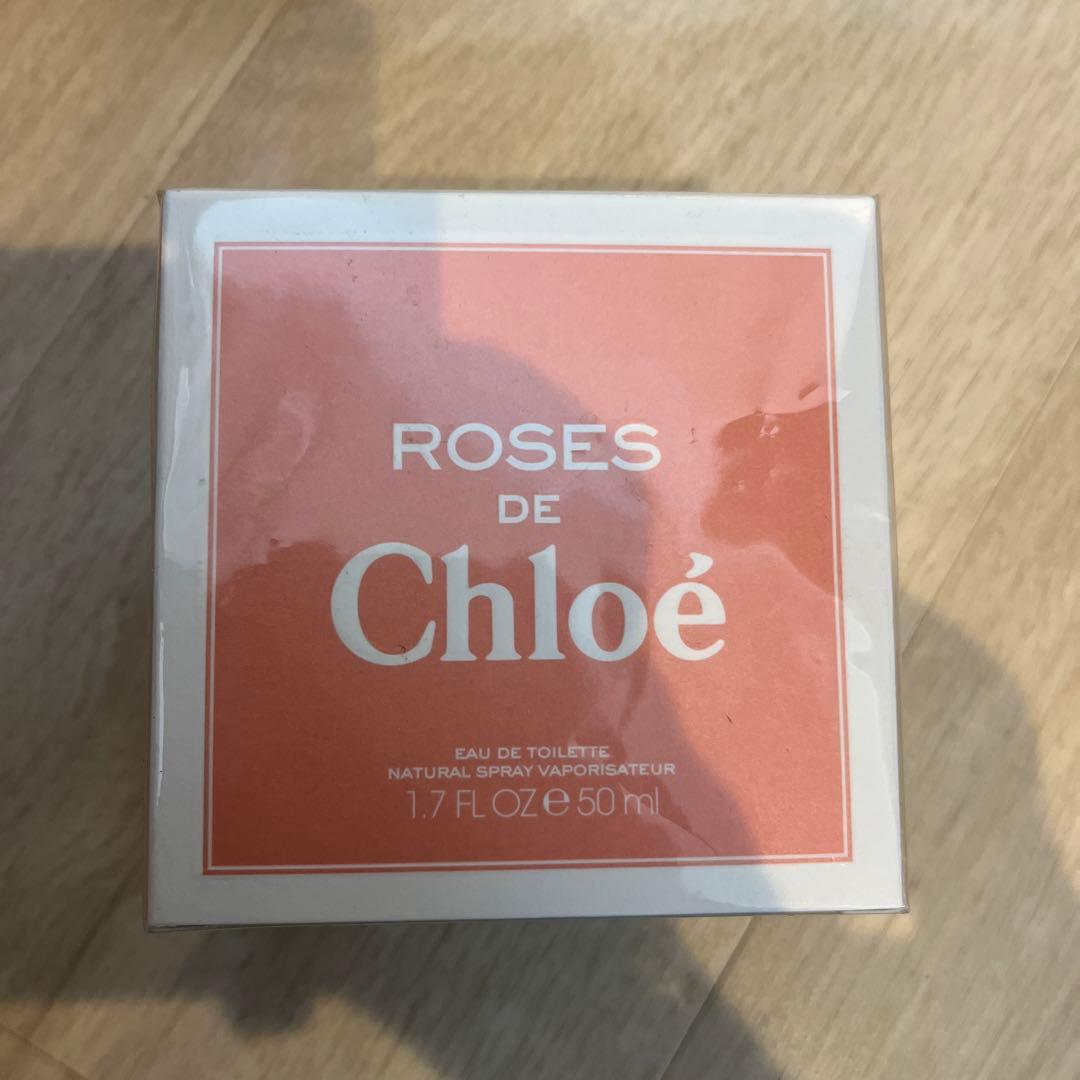 ROSES
DE
Chloé
EAU DE TOILETTE
NATURAL SPRAY VAPORISATEUR
1.7 FL OZ e 50 ml